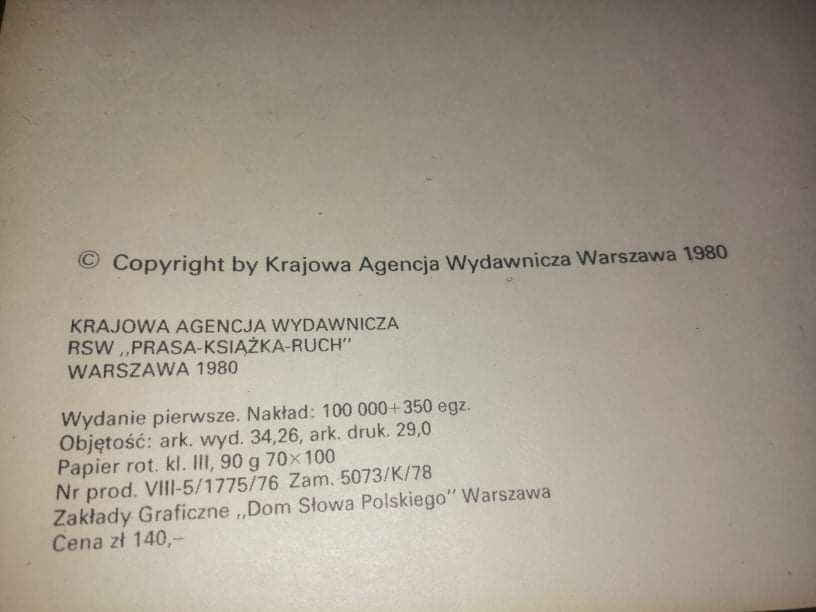 © Copyright by Krajowa Agencja Wydawnicza Warszawa 1980
KRAJOWA AGENCJA WYDAWNICZA
RSW „PRASA-KSIĄŻKA-RUCH”
WARSZAWA 1980
Wydanie pierwsze. Nakład: 100 000+350 egz.
Objętość: ark. wyd. 34,26, ark. druk. 29,0
Papier rot. kl. III, 90 g 70×100
Nr prod. VIII-5/1775/76 Zam. 5073/K/78
Zakłady Graficzne „Dom Słowa Polskiego” Warszawa
Cena zł 140,–